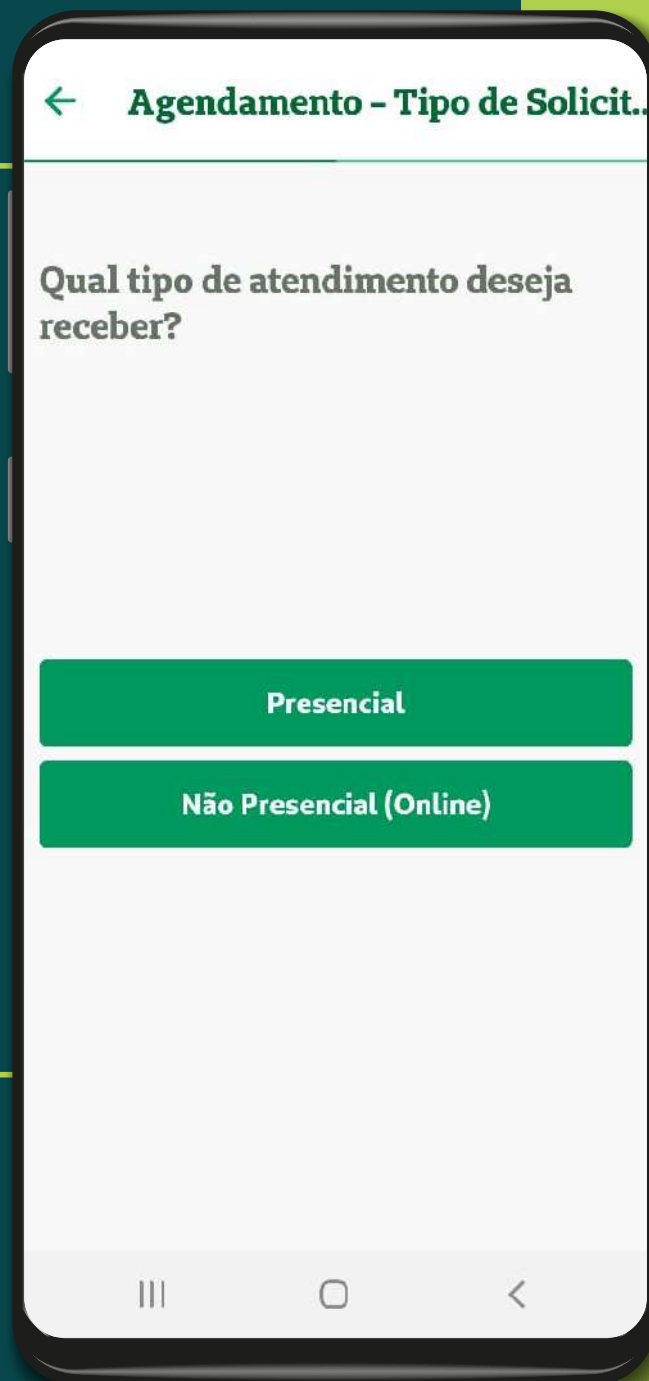 Agendamento – Tipo de Solicit..
Qual tipo de atendimento deseja
receber?
Presencial
Não Presencial (Online)